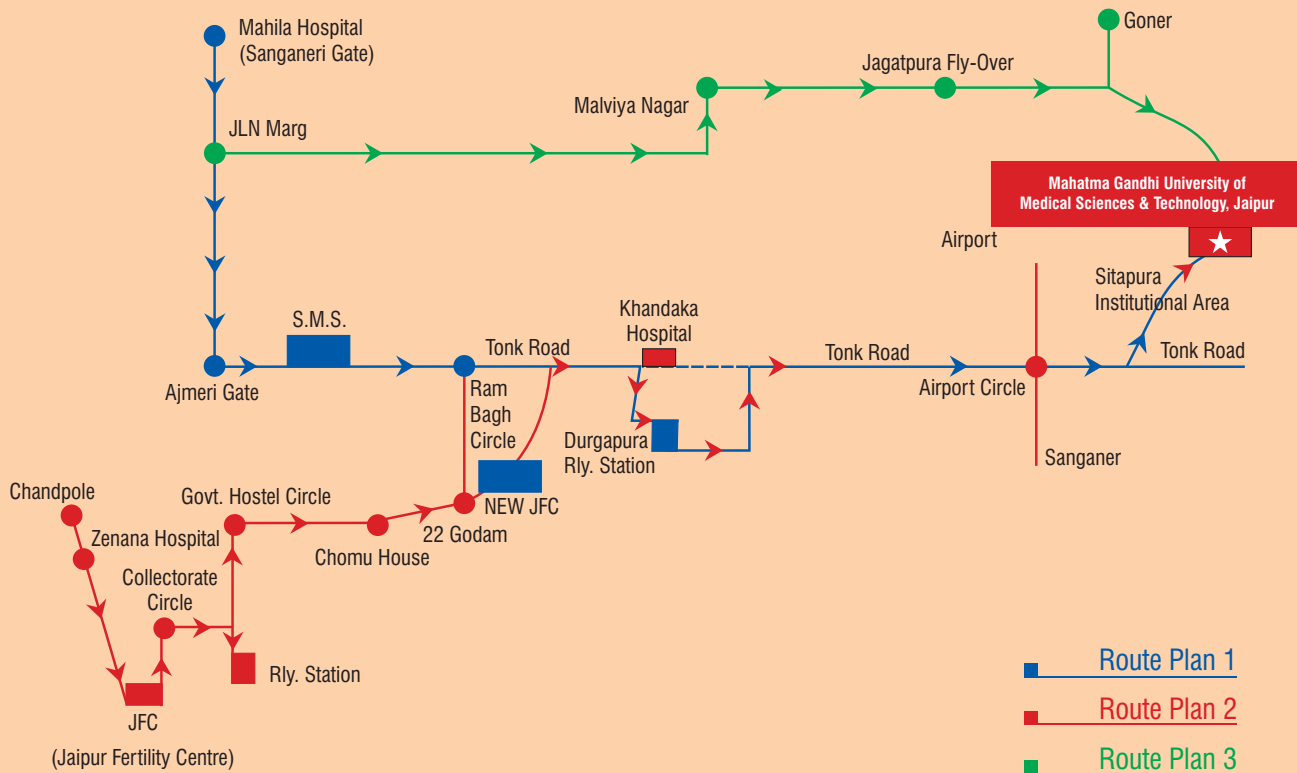 Mahila Hospital
(Sanganeri Gate)
Goner
Jagatpura Fly-Over
Malviya Nagar
JLN Marg
Mahatma Gandhi University of
Medical Sciences & Technology, Jaipur
Airport
Sitapura
Institutional Area
S.M.S.
Khandaka
Hospital
Tonk Road
Tonk Road
Tonk Road
Ajmeri Gate
Ram
Bagh
Circle
Airport Circle
Durgapura
Rly. Station
Sanganer
Chandpole
Govt. Hostel Circle
NEW JFC
Zenana Hospital
22 Godam
Chomu House
Collectorate
Circle
Rly. Station
JFC
(Jaipur Fertility Centre)
Route Plan 1
Route Plan 2
Route Plan 3